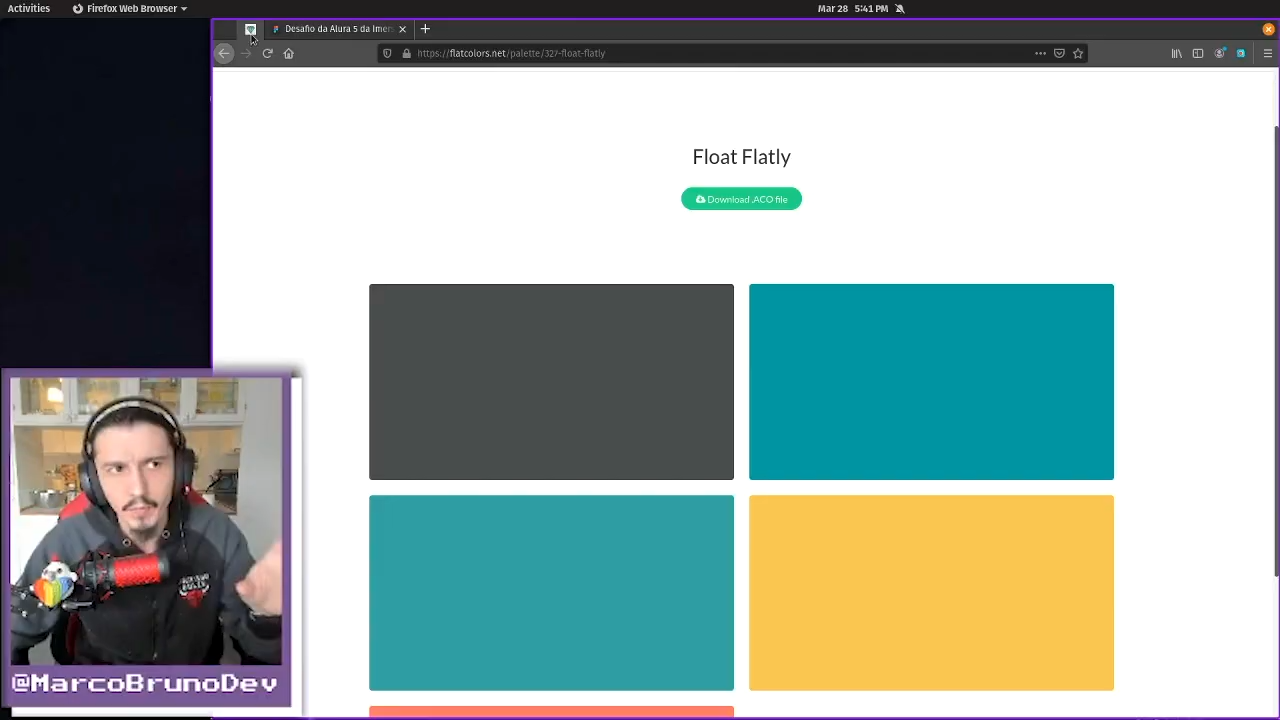 Activities
Firefox Web Browser
Mar 28 5:41 PM
Desafio da Alura 5 da Imers
https://flatcolors.net/palette/327-float-flatly
Float Flatly
Download .ACO file
@MarcoBrunoDev